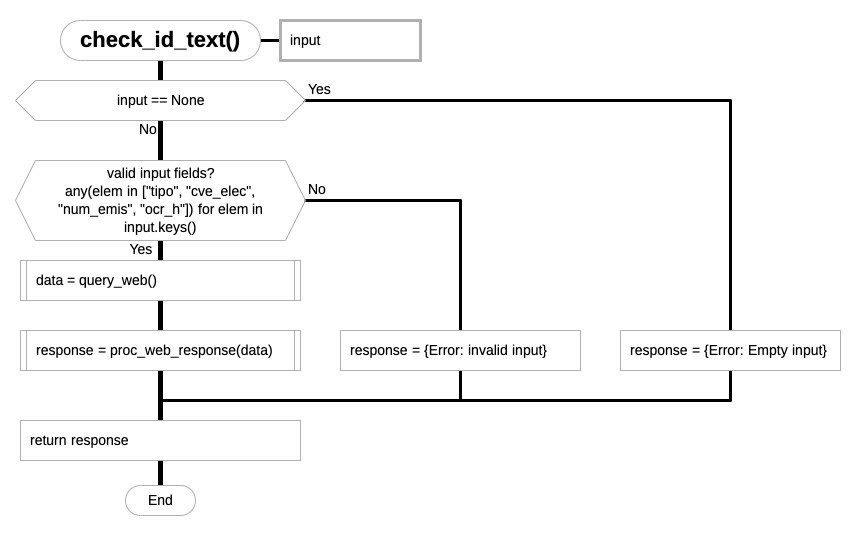 check_id_text()
input
input == None
Yes
No
valid input fields?
any(elem in ["tipo", "cve_elec",
"num_emis", "ocr_h"]) for elem in
input.keys()
No
Yes
data = query_web()
response = proc_web_response(data)
response = {Error: invalid input}
response = {Error: Empty input}
return response
End